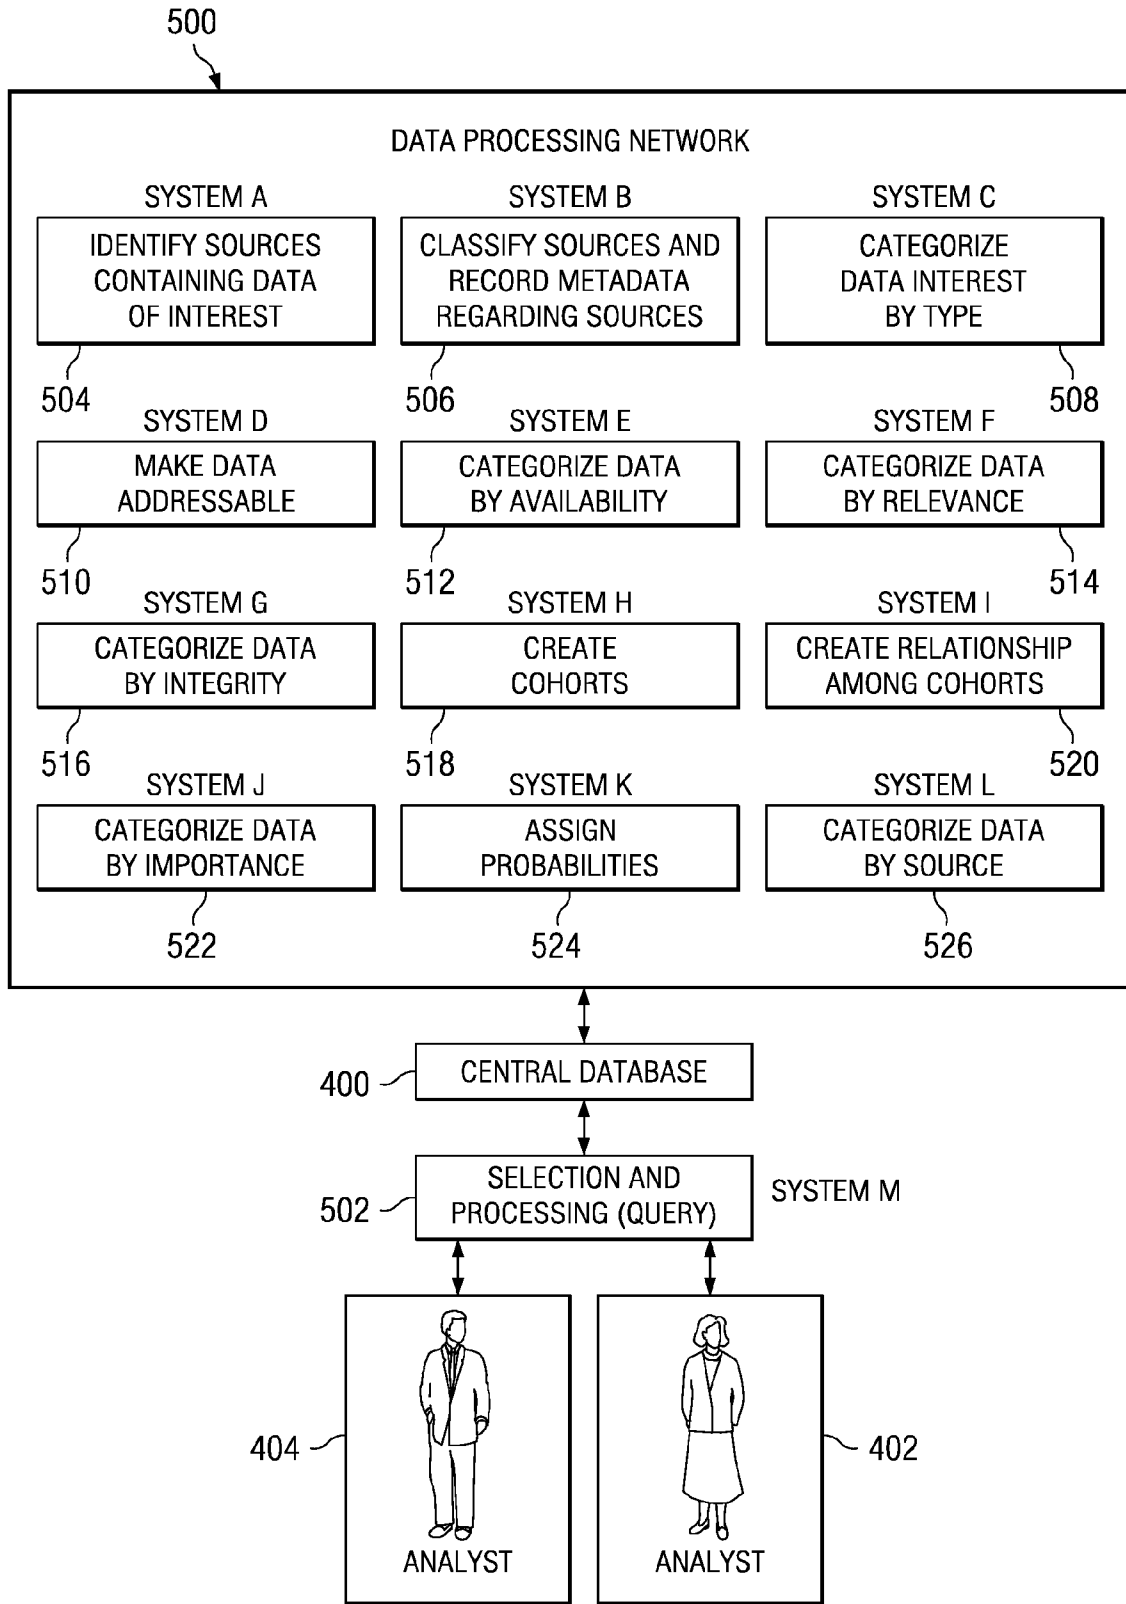 500
DATA PROCESSING NETWORK
SYSTEM A
IDENTIFY SOURCES
CONTAINING DATA
OF INTEREST
504
SYSTEM B
CLASSIFY SOURCES AND
RECORD METADATA
REGARDING SOURCES
506
SYSTEM C
CATEGORIZE
DATA INTEREST
BY TYPE
508
SYSTEM D
MAKE DATA
ADDRESSABLE
510
SYSTEM E
CATEGORIZE DATA
BY AVAILABILITY
512
SYSTEM F
CATEGORIZE DATA
BY RELEVANCE
514
SYSTEM G
CATEGORIZE DATA
BY INTEGRITY
516
SYSTEM H
CREATE
COHORTS
518
SYSTEM I
CREATE RELATIONSHIP
AMONG COHORTS
520
SYSTEM J
CATEGORIZE DATA
BY IMPORTANCE
522
SYSTEM K
ASSIGN
PROBABILITIES
524
SYSTEM L
CATEGORIZE DATA
BY SOURCE
526
400
CENTRAL DATABASE
502
SELECTION AND
PROCESSING (QUERY)
SYSTEM M
404
ANALYST
402
ANALYST